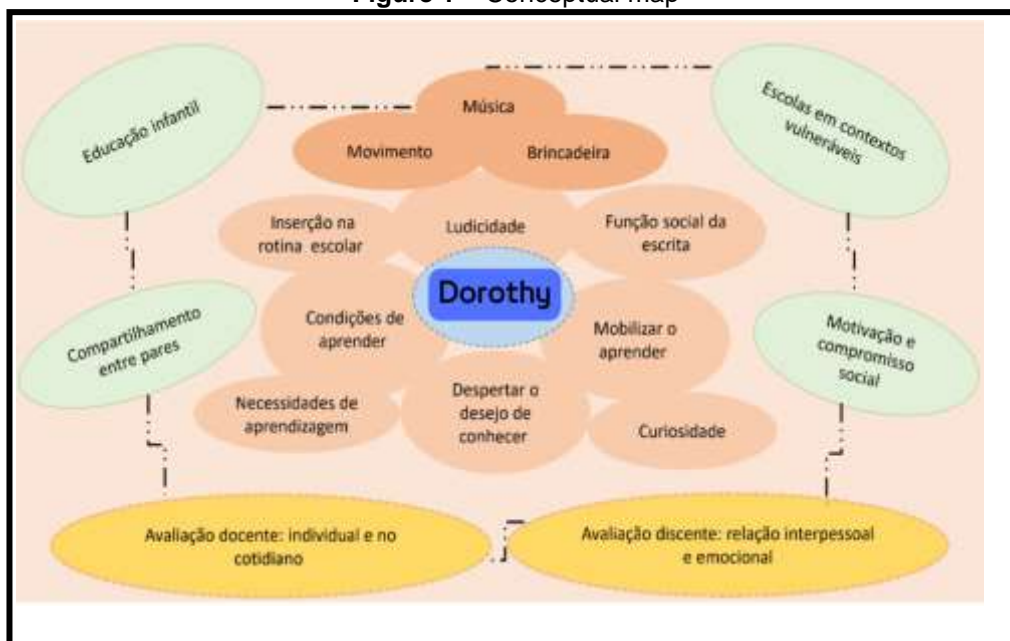 Figure 1 – Conceptual map
Música
Educação infantil
Escolas em contextos
vulneráveis
Movimento
Brincadeira
Inserção na
rotina escolar
Ludicidade
Função social da
escrita
Dorothy
Compartilhamento
entre pares
Condições de
aprender
Mobilizar o
aprender
Motivação e
compromisso
social
Necessidades de
aprendizagem
Despertar o
desejo de
conhecer
Curiosidade
Avaliação docente: individual e no
cotidiano
Avaliação discente: relação interpessoal
e emocional